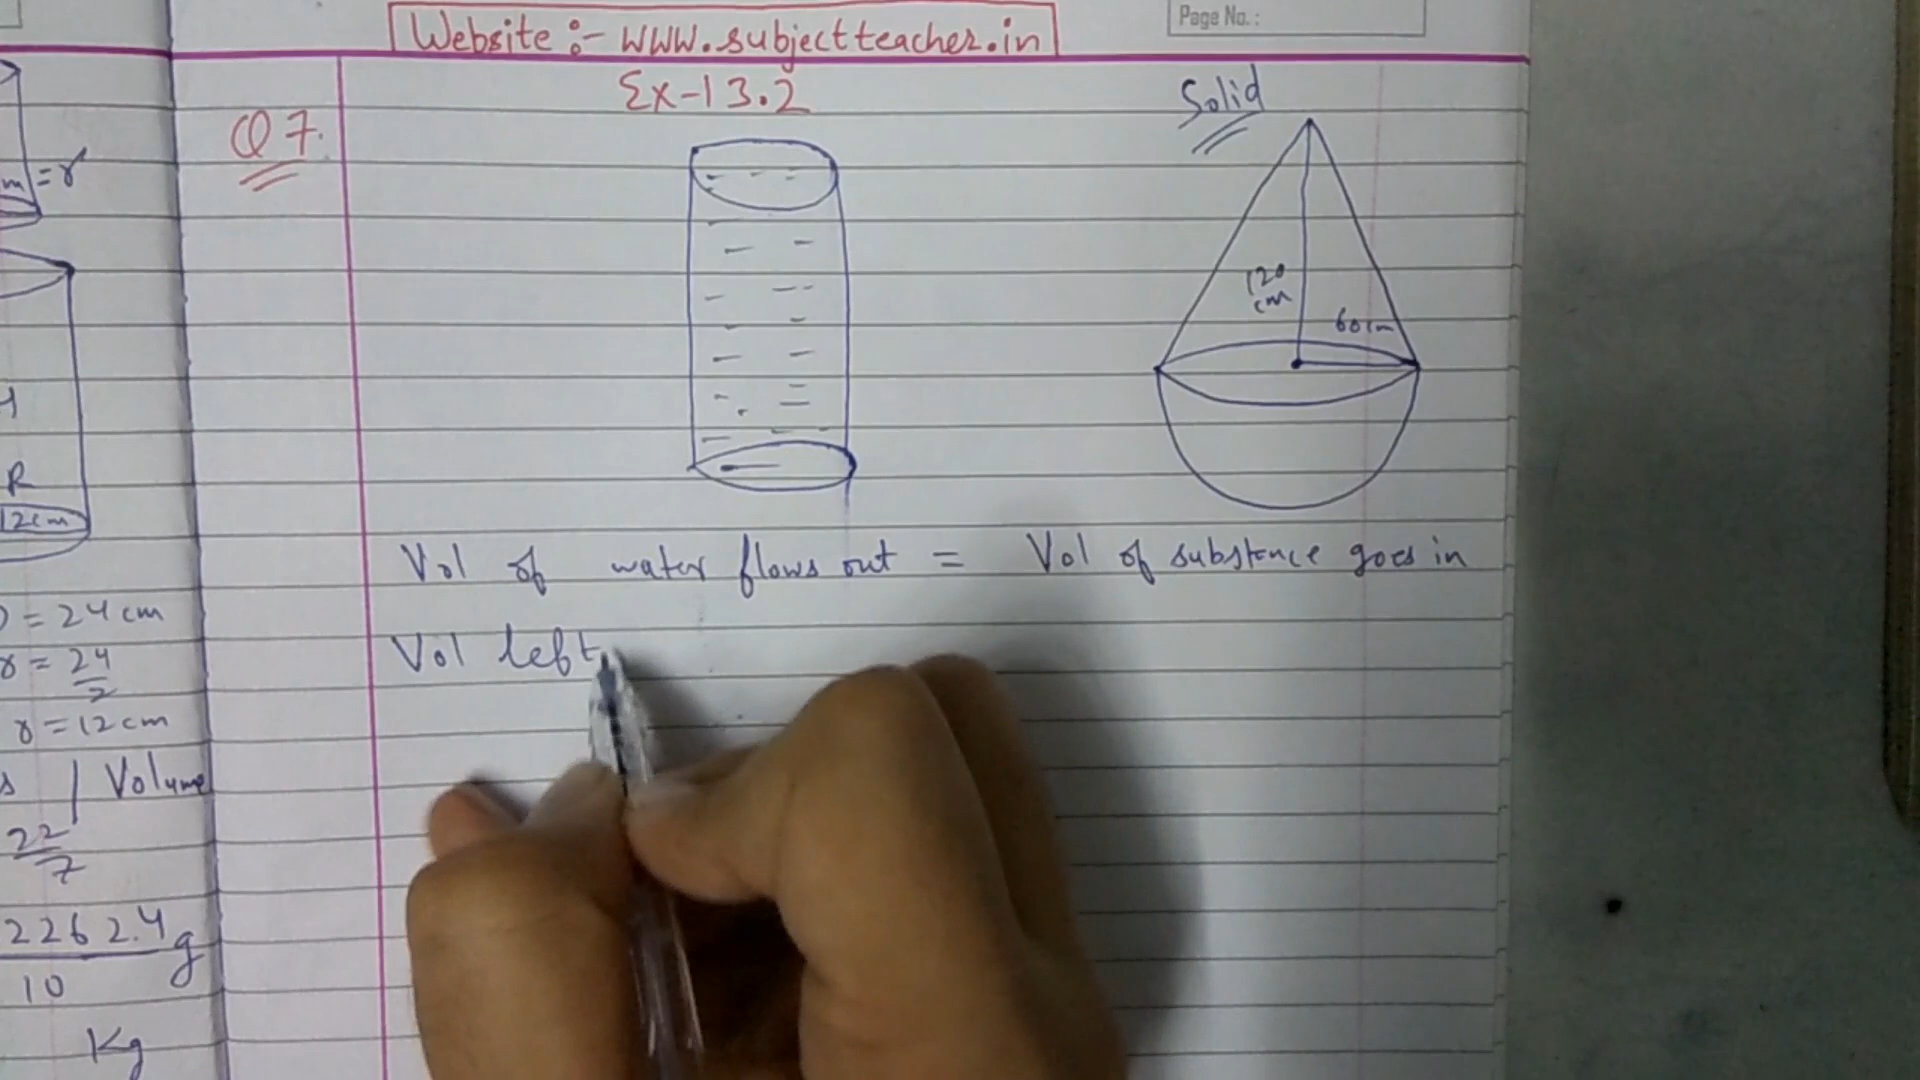 Page No.:
Website :- www.subjectteacher.in
Ex-13.2
Q7.
Solid
120
cm
60cm
Vol of water flows out = Vol of substance goes in
Vol left
m = r
R
12cm
= 24 cm
r = 24
2
r = 12 cm
Volume
22
7
2262.4 g
10
Kg